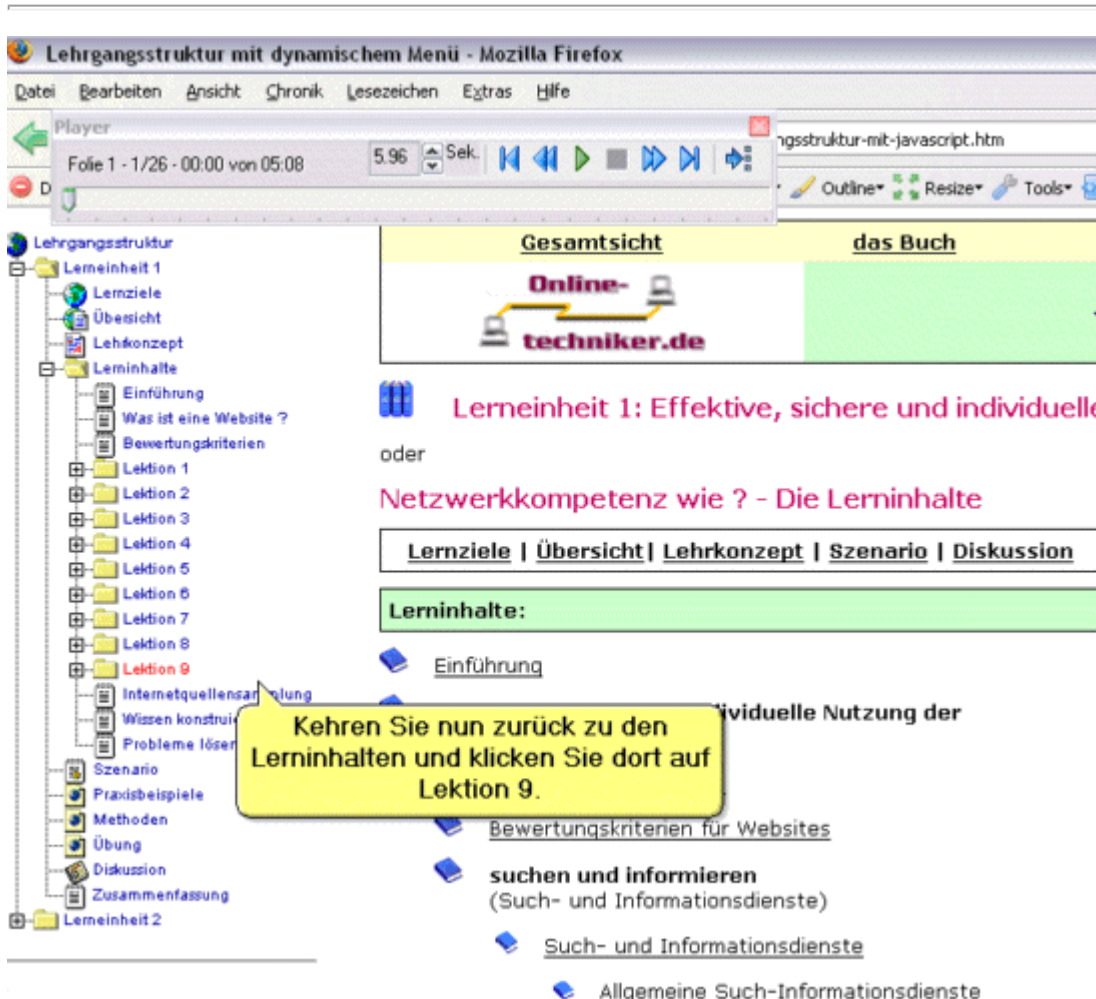 Lehrgangsstruktur mit dynamischem Menü - Mozilla Firefox
Datei Bearbeiten Ansicht Chronik Lesezeichen Extras Hilfe
Player
Folie 1 - 1/26 - 00:00 von 05:08 5.96 Sek.
ngsstruktur-mit-javascript.htm
D
Outline Resize Tools
Lehrgangsstruktur
Lerneinheit 1
Lernziele
Übersicht
Lehrkonzept
Lerninhalte
Einführung
Was ist eine Website ?
Bewertungskriterien
Lektion 1
Lektion 2
Lektion 3
Lektion 4
Lektion 5
Lektion 6
Lektion 7
Lektion 8
Lektion 9
Internetquellensammlung
Wissen konstrui
Probleme löser
Szenario
Praxisbeispiele
Methoden
Übung
Diskussion
Zusammenfassung
Lerneinheit 2
Kehren Sie nun zurück zu den
Lerninhalten und klicken Sie dort auf
Lektion 9.
Gesamtsicht das Buch
Online-
techniker.de
Lerneinheit 1: Effektive, sichere und individuelle
oder
Netzwerkkompetenz wie ? - Die Lerninhalte
Lernziele | Übersicht| Lehrkonzept | Szenario | Diskussion
Lerninhalte:
Einführung
ividuelle Nutzung der
Bewertungskriterien für Websites
suchen und informieren
(Such- und Informationsdienste)
Such- und Informationsdienste
Allgemeine Such-Informationsdienste